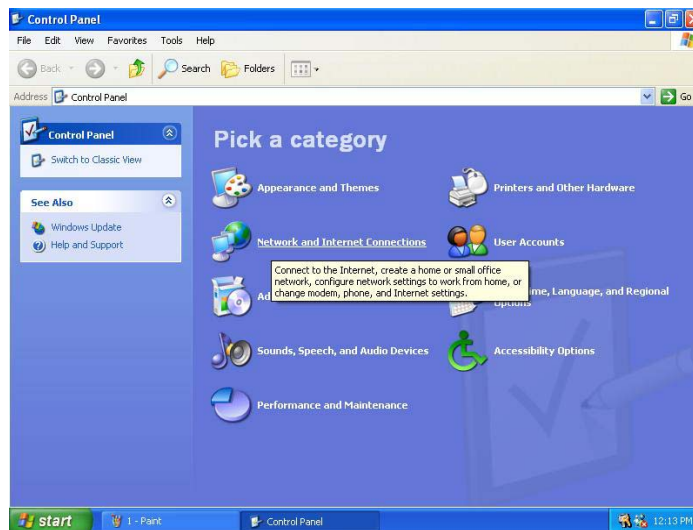 Control Panel
File Edit View Favorites Tools Help
Back Search Folders
Address Control Panel Go
Control Panel
Switch to Classic View
See Also
Windows Update
Help and Support
Pick a category
Appearance and Themes
Printers and Other Hardware
Network and Internet Connections
User Accounts
Connect to the Internet, create a home or small office
network, configure network settings to work from home, or
change modem, phone, and Internet settings.
Language, and Regional
Options
Sounds, Speech, and Audio Devices
Accessibility Options
Performance and Maintenance
start 1 - Paint Control Panel 12:13 PM